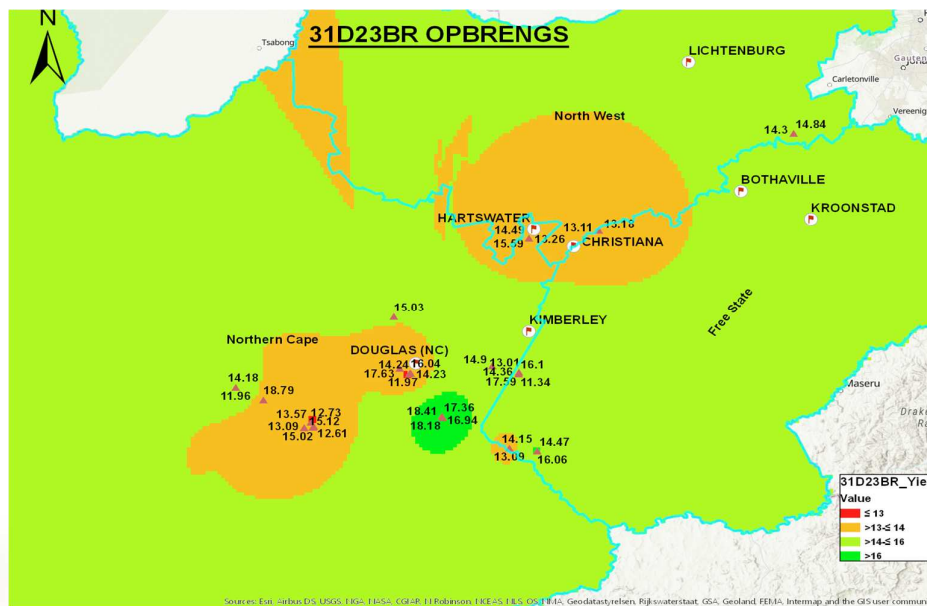 N
31D23BR OPBRENGS
Tsabong
LICHTENBURG
Carletonville
Vereenig
North West
14.3 14.84
BOTHAVILLE
KROONSTAD
HARTSWATER
14.49
15.59 13.26
13.11 13.18
CHRISTIANA
15.03
KIMBERLEY
Free State
Northern Cape
DOUGLAS (NC)
14.24 16.04
17.63 14.23
11.97
14.9 13.01 16.1
14.36
17.59 11.34
14.18
11.96 18.79
Maseru
13.57 12.73
13.09 15.12
15.02 12.61
18.41 17.36
18.18 16.94
14.15 14.47
13.09 16.06
31D23BR_Yie
Value
≤ 13
>13-≤ 14
>14-≤ 16
>16
Sources: Esri, Airbus DS, USGS, NGA, NASA, CGIAR, N Robinson, NCEAS, NLS, OS, NMA, Geodatastyrelsen, Rijkswaterstaat, GSA, Geoland, FEMA, Intermap and the GIS user commun